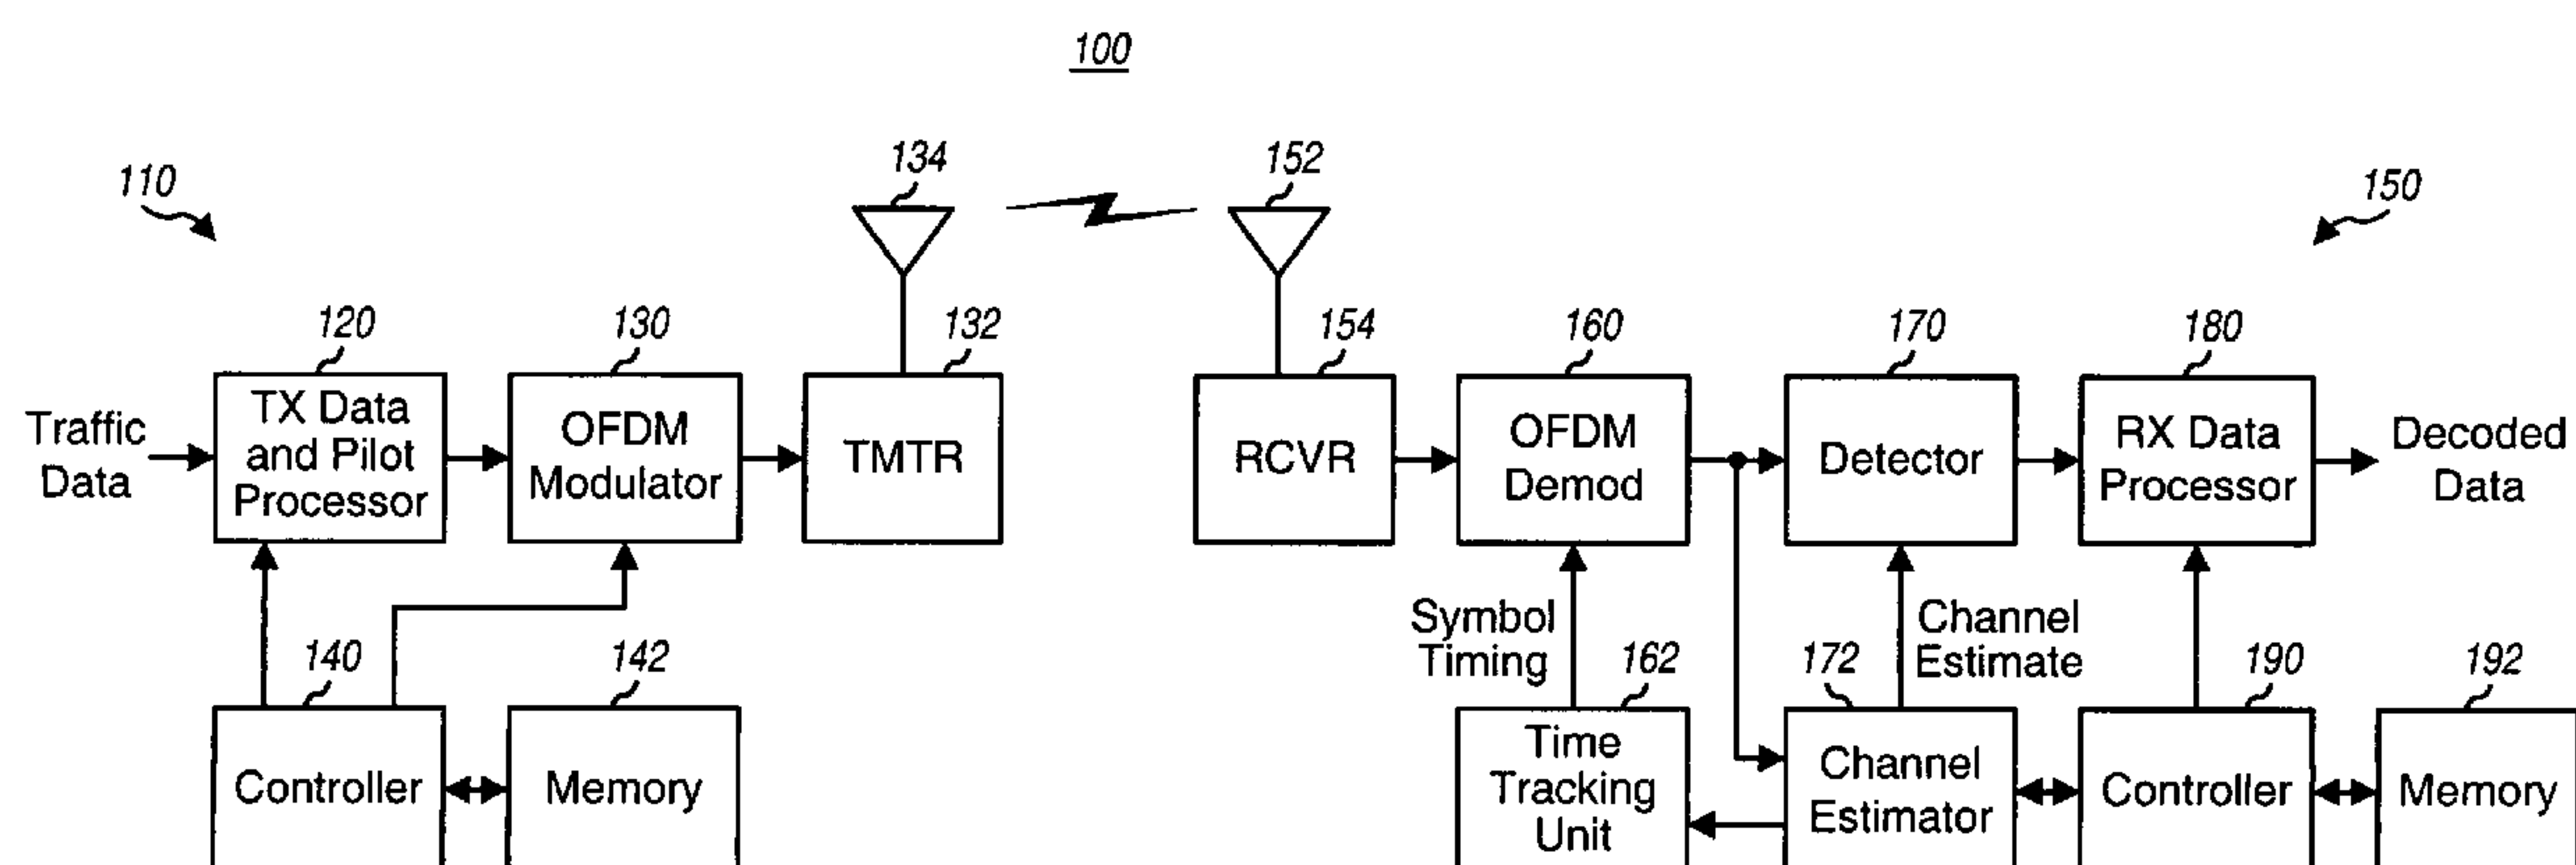 100
134
152
110
150
120
130
132
154
160
170
180
Traffic
Data
TX Data
and Pilot
Processor
OFDM
Modulator
TMTR
RCVR
OFDM
Demod
Detector
RX Data
Processor
Decoded
Data
Symbol
Timing
Channel
Estimate
140
142
162
172
190
192
Controller
Memory
Time
Tracking
Unit
Channel
Estimator
Controller
Memory